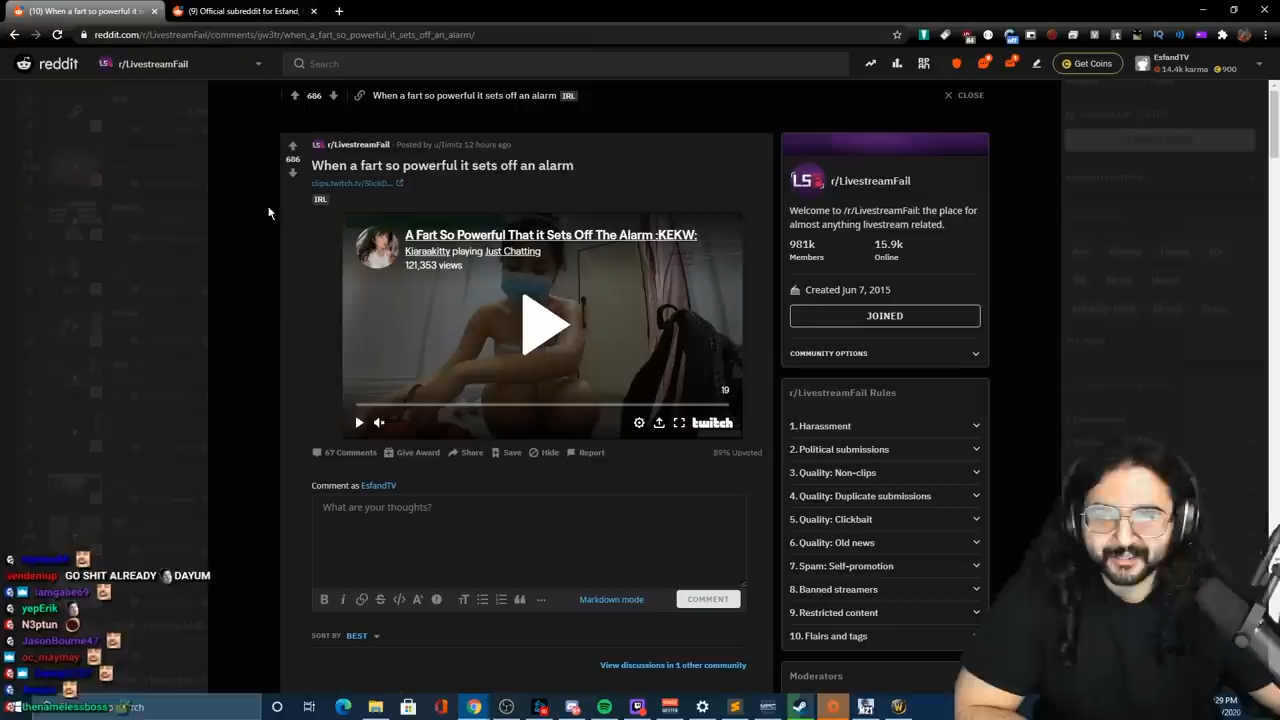 (10) When a fart so powerful it s
(9) Official subreddit for Esfand,
reddit.com/r/LivestreamFail/comments/ijw3tr/when_a_fart_so_powerful_it_sets_off_an_alarm/
reddit
r/LivestreamFail
Search
Get Coins
EsfandTV
14.4k karma
900
686
When a fart so powerful it sets off an alarm
IRL
CLOSE
r/LivestreamFail
12 hours ago
686
When a fart so powerful it sets off an alarm
clips.twitch.tv/SlickD...
IRL
A Fart So Powerful That it Sets Off The Alarm :KEKW:
Kiaraakitty playing Just Chatting
121,353 views
19
twitch
67 Comments
Give Award
Share
Save
Hide
Report
89% Upvoted
Comment as EsfandTV
What are your thoughts?
Markdown mode
COMMENT
SORT BY BEST
View discussions in 1 other community
LS
r/LivestreamFail
Welcome to /r/LivestreamFail: the place for
almost anything livestream related.
981k
15.9k
Members
Online
Created Jun 7, 2015
JOINED
COMMUNITY OPTIONS
r/LivestreamFail Rules
1. Harassment
2. Political submissions
3. Quality: Non-clips
4. Quality: Duplicate submissions
5. Quality: Clickbait
6. Quality: Old news
7. Spam: Self-promotion
8. Banned streamers
9. Restricted content
10. Flairs and tags
Moderators
vendemup GO SHIT ALREADY DAYUM
iamgabe69
yepErik
N3ptun
JasonBourne47
oc_maymay
thenamelessboss
:29 PM
/2020